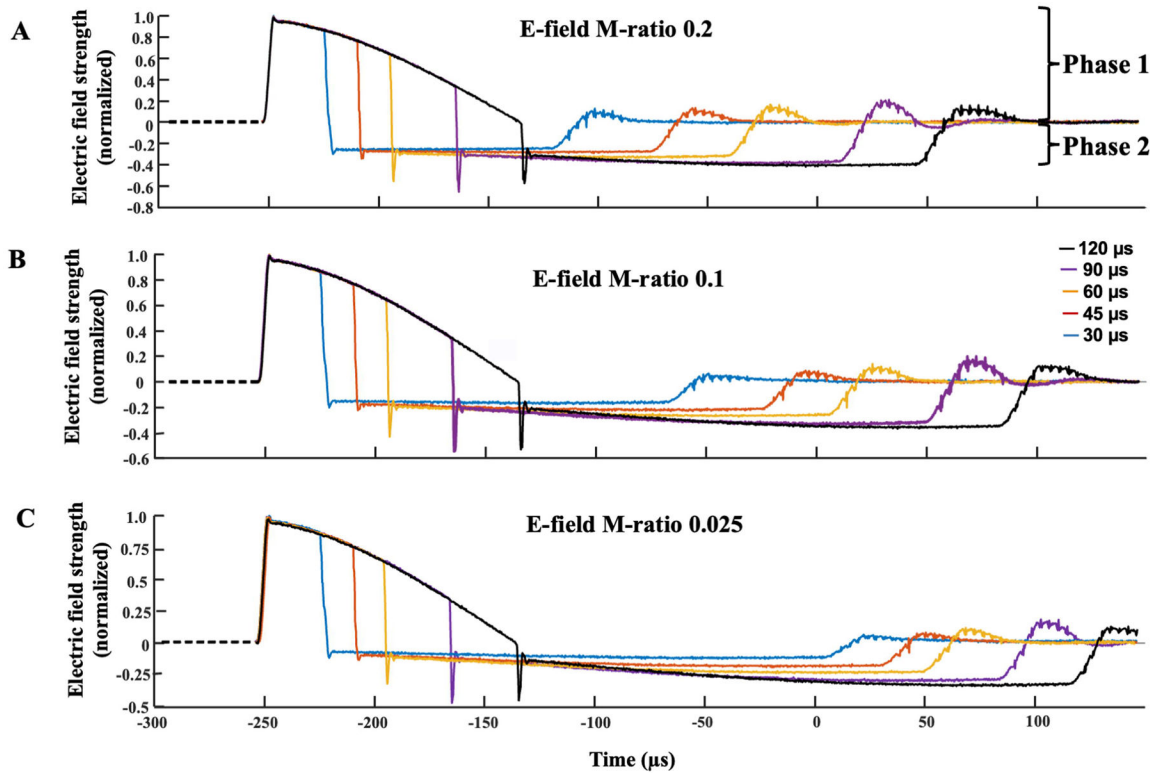 A
E-field M-ratio 0.2
Electric field strength
(normalized)
1.0
0.8
0.6
0.4
0.2
0
-0.2
-0.4
-0.6
-0.8
Phase 1
Phase 2
B
E-field M-ratio 0.1
Electric field strength
(normalized)
1.0
0.8
0.6
0.4
0.2
0
-0.2
-0.4
-0.6
120 µs
90 µs
60 µs
45 µs
30 µs
C
E-field M-ratio 0.025
Electric field strength
(normalized)
1.0
0.75
0.5
0.25
0
-0.25
-0.5
-300 -250 -200 -150 -100 -50 0 50 100
Time (µs)